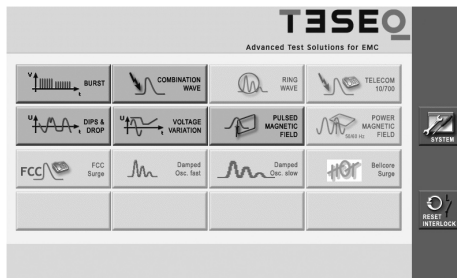 TESEQ
Advanced Test Solutions for EMC
V
t
BURST
COMBINATION
WAVE
RING
WAVE
TELECOM
10/700
U
t
DIPS &
DROP
U
t
VOLTAGE
VARIATION
PULSED
MAGNETIC
FIELD
50/60 Hz
POWER
MAGNETIC
FIELD
SYSTEM
FCC
FCC
Surge
Damped
Osc. fast
Damped
Osc. slow
Bellcore
Surge
RESET
INTERLOCK